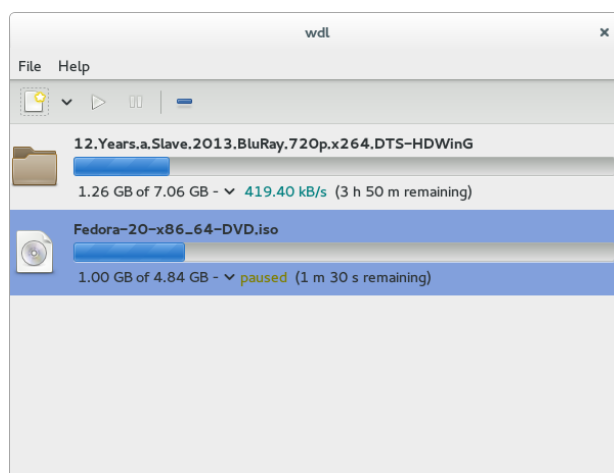 wdl
File Help
12.Years.a.Slave.2013.BluRay.720p.x264.DTS-HDWinG
1.26 GB of 7.06 GB - 419.40 kB/s (3 h 50 m remaining)
Fedora-20-x86_64-DVD.iso
1.00 GB of 4.84 GB - paused (1 m 30 s remaining)